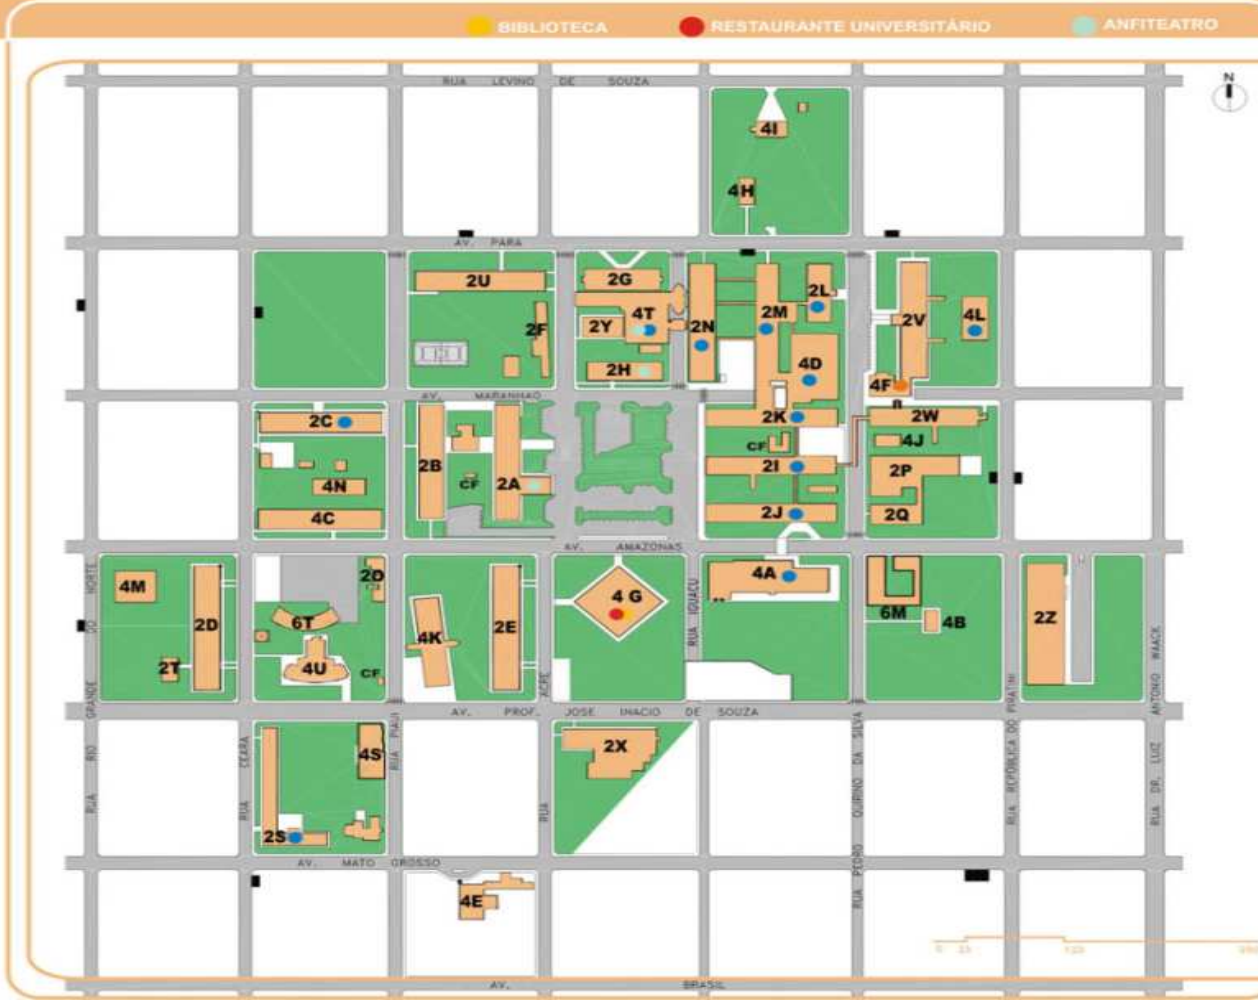 BIBLIOTECA RESTAURANTE UNIVERSITÁRIO ANFITEATRO
RUA LEVINO DE SOUZA
N
4I
4H
AV. PARA
2U
2G
2L
2F
2Y
4T
2N
2M
2V
4L
2H
4D
4F
AV. MARANHAO
2C
2K
2W
CF
4J
2B
2I
2P
4N
CF
2A
4C
2J
2Q
AV. AMAZONAS
4M
2D
2O
6T
4U
CF
4K
2E
4 G
4A
6M
4B
2Z
2T
RUA IGUAÇU
AV. PROF. JOSE INACIO DE SOUZA
RUA RIO GRANDE DO NORTE
RUA CEARA
RUA PIAUI
RUA ACRE
RUA PEDRO QUIRINO DA SILVA
RUA REPÚBLICA DO PIRATINI
RUA DR. LUIZ ANTONIO WAACK
4S
2X
2S
AV. MATO GROSSO
4E
0 25 125
AV. BRASIL